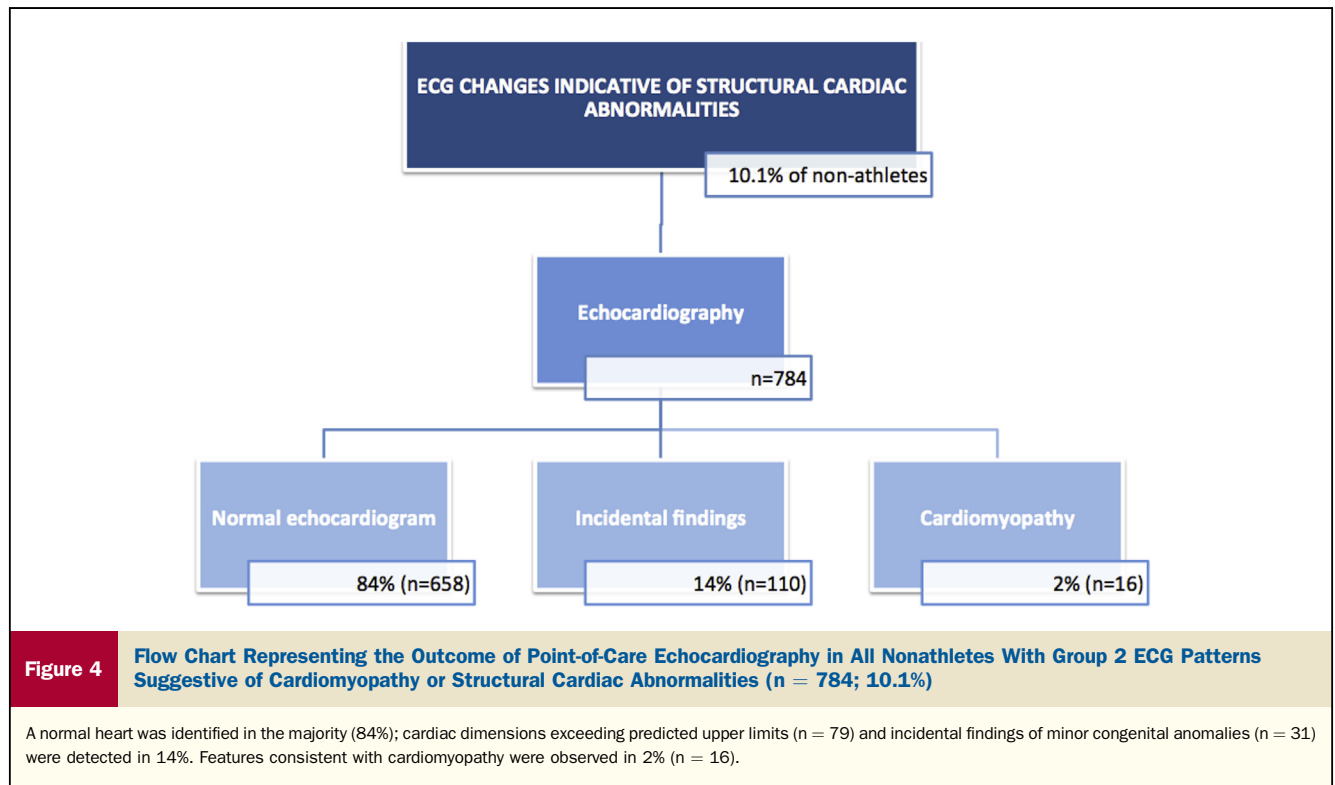 ECG CHANGES INDICATIVE OF STRUCTURAL CARDIAC
ABNORMALITIES
10.1% of non-athletes
Echocardiography
n=784
Normal echocardiogram
84% (n=658)
Incidental findings
14% (n=110)
Cardiomyopathy
2% (n=16)
Figure 4
Flow Chart Representing the Outcome of Point-of-Care Echocardiography in All Nonathletes With Group 2 ECG Patterns
Suggestive of Cardiomyopathy or Structural Cardiac Abnormalities (n = 784; 10.1%)
A normal heart was identified in the majority (84%); cardiac dimensions exceeding predicted upper limits (n = 79) and incidental findings of minor congenital anomalies (n = 31)
were detected in 14%. Features consistent with cardiomyopathy were observed in 2% (n = 16).